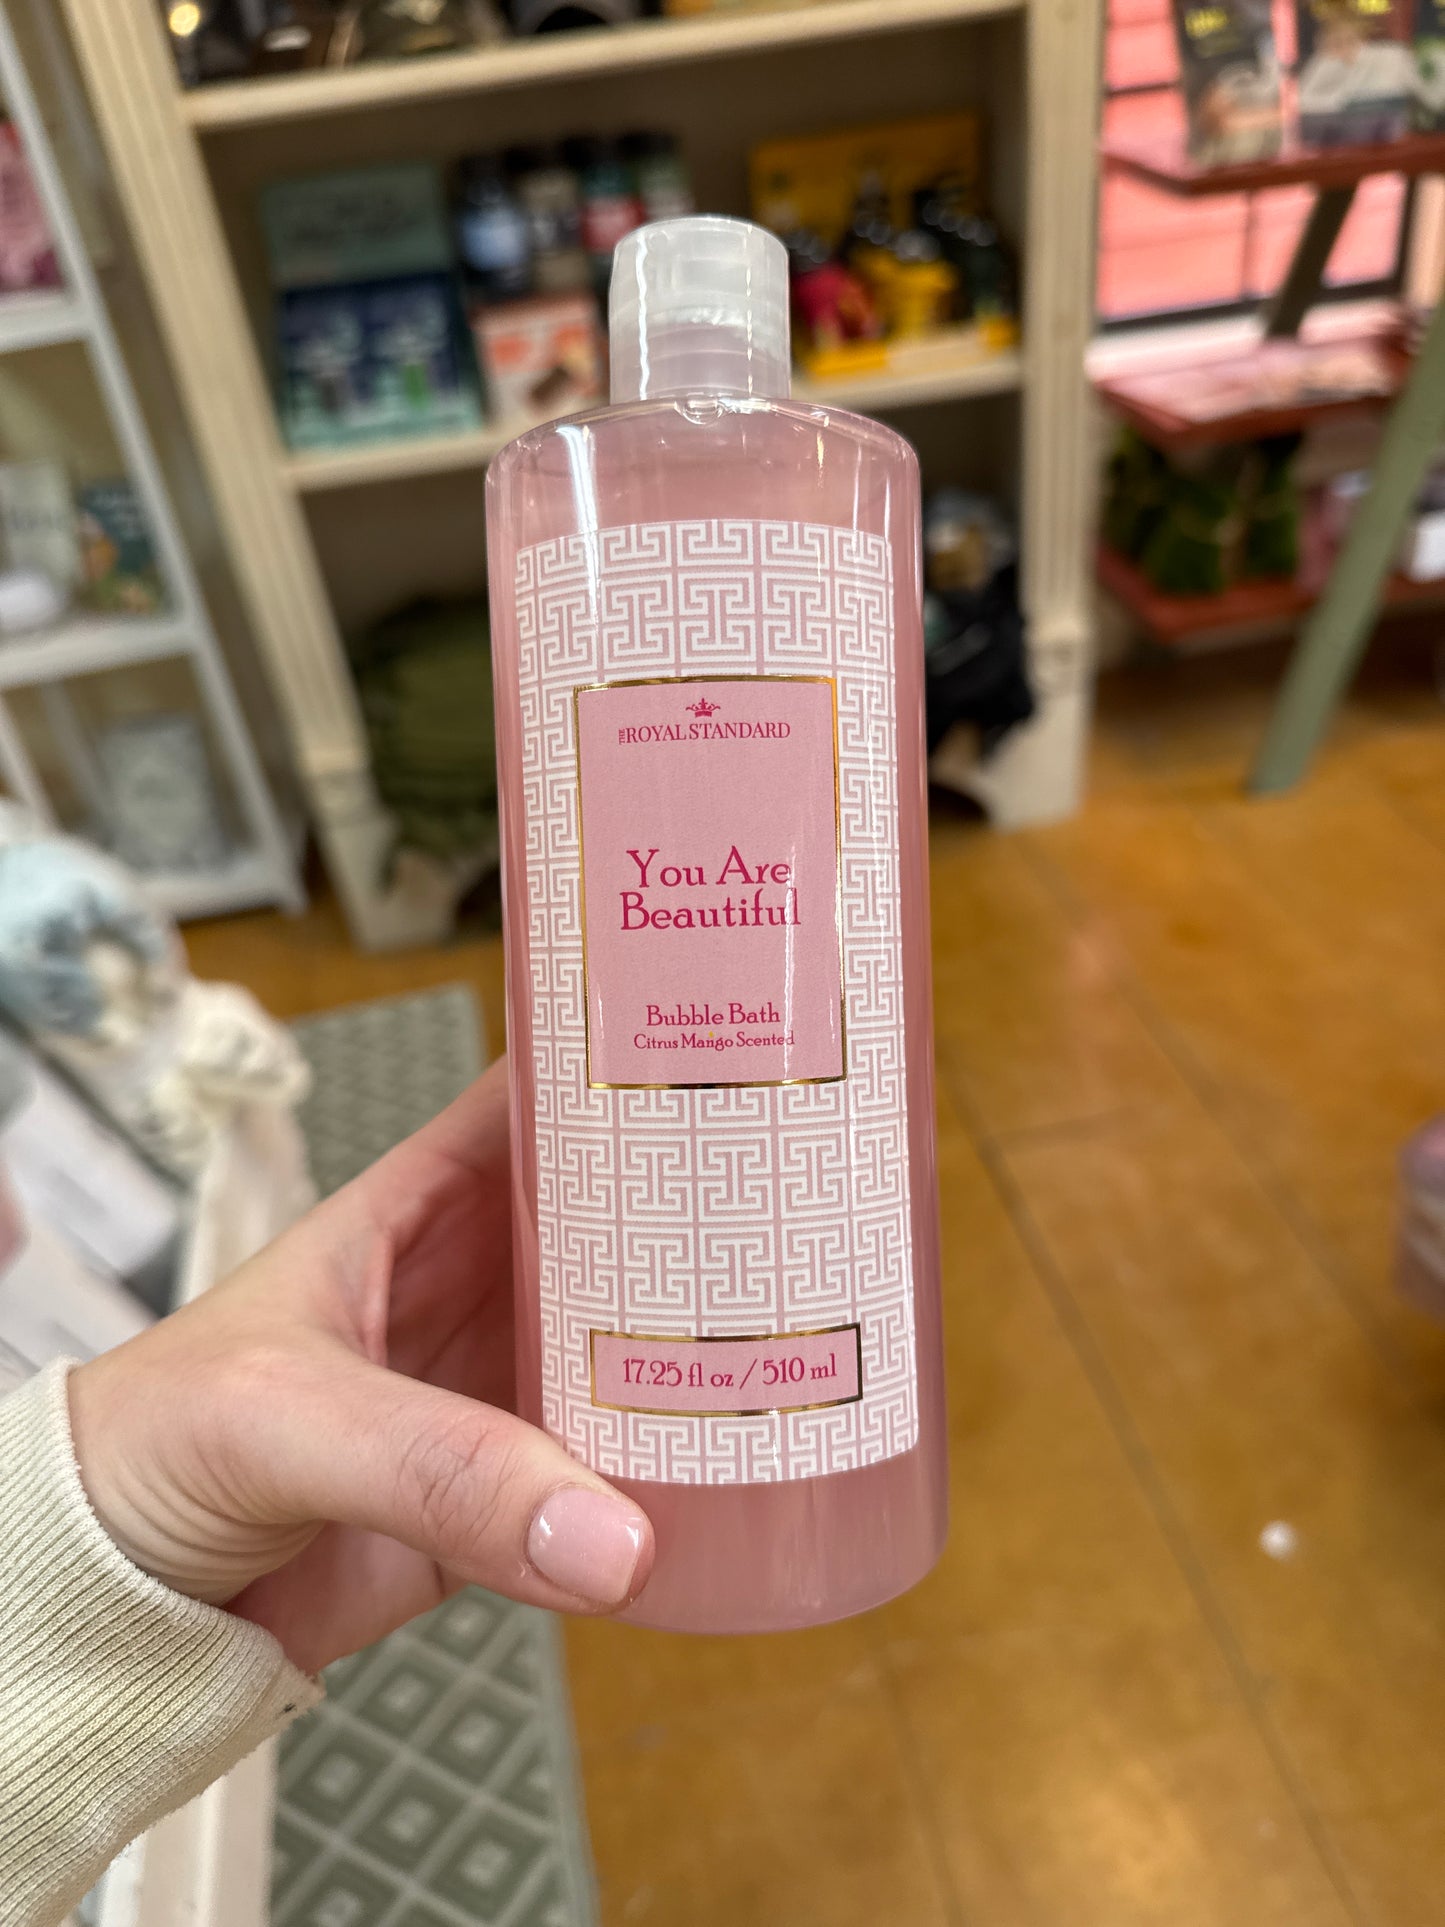 THE ROYAL STANDARD
You Are
Beautiful
Bubble Bath
Citrus Mango Scented
17.25 fl oz / 510 ml